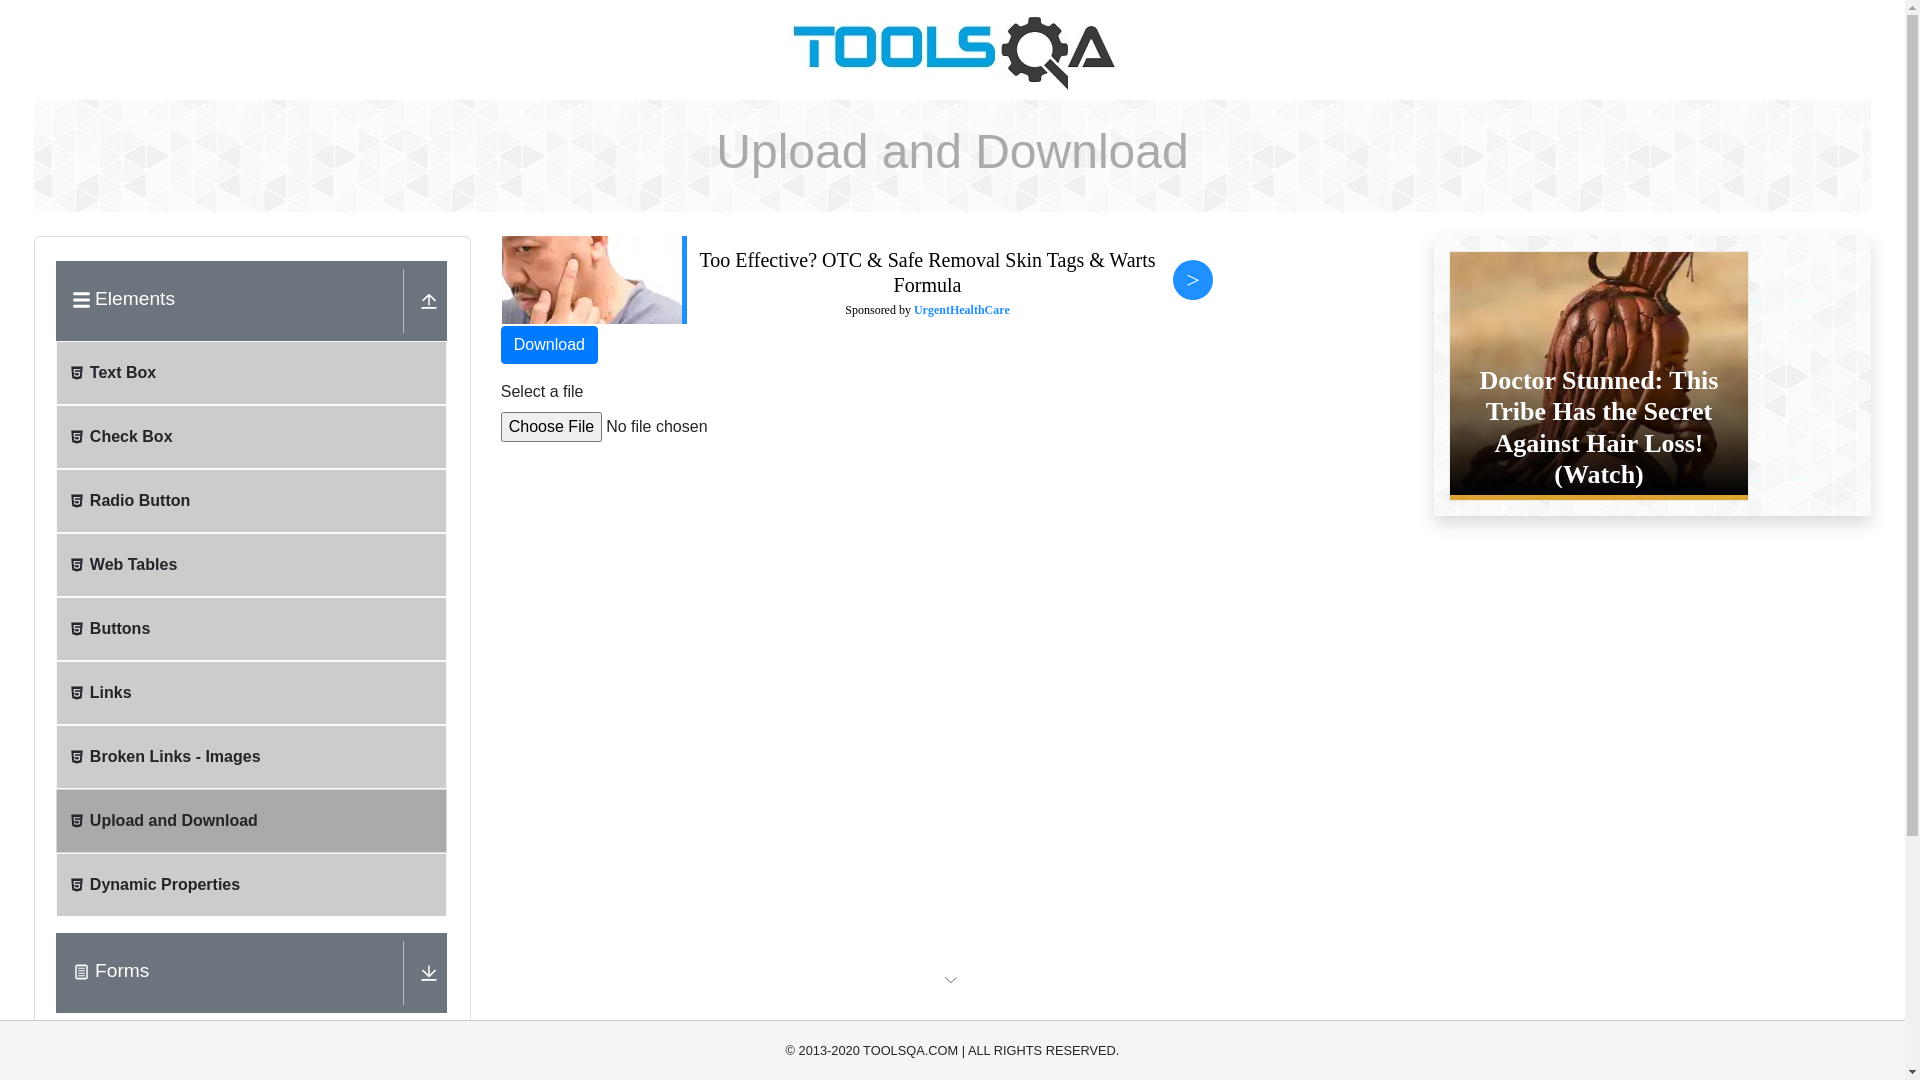 TOOLSQA
Upload and Download
Elements
Text Box
Check Box
Radio Button
Web Tables
Buttons
Links
Broken Links - Images
Upload and Download
Dynamic Properties
Forms
Too Effective? OTC & Safe Removal Skin Tags & Warts
Formula
Sponsored by UrgentHealthCare
>
Download
Select a file
Choose File No file chosen
Doctor Stunned: This
Tribe Has the Secret
Against Hair Loss!
(Watch)
© 2013-2020 TOOLSQA.COM | ALL RIGHTS RESERVED.